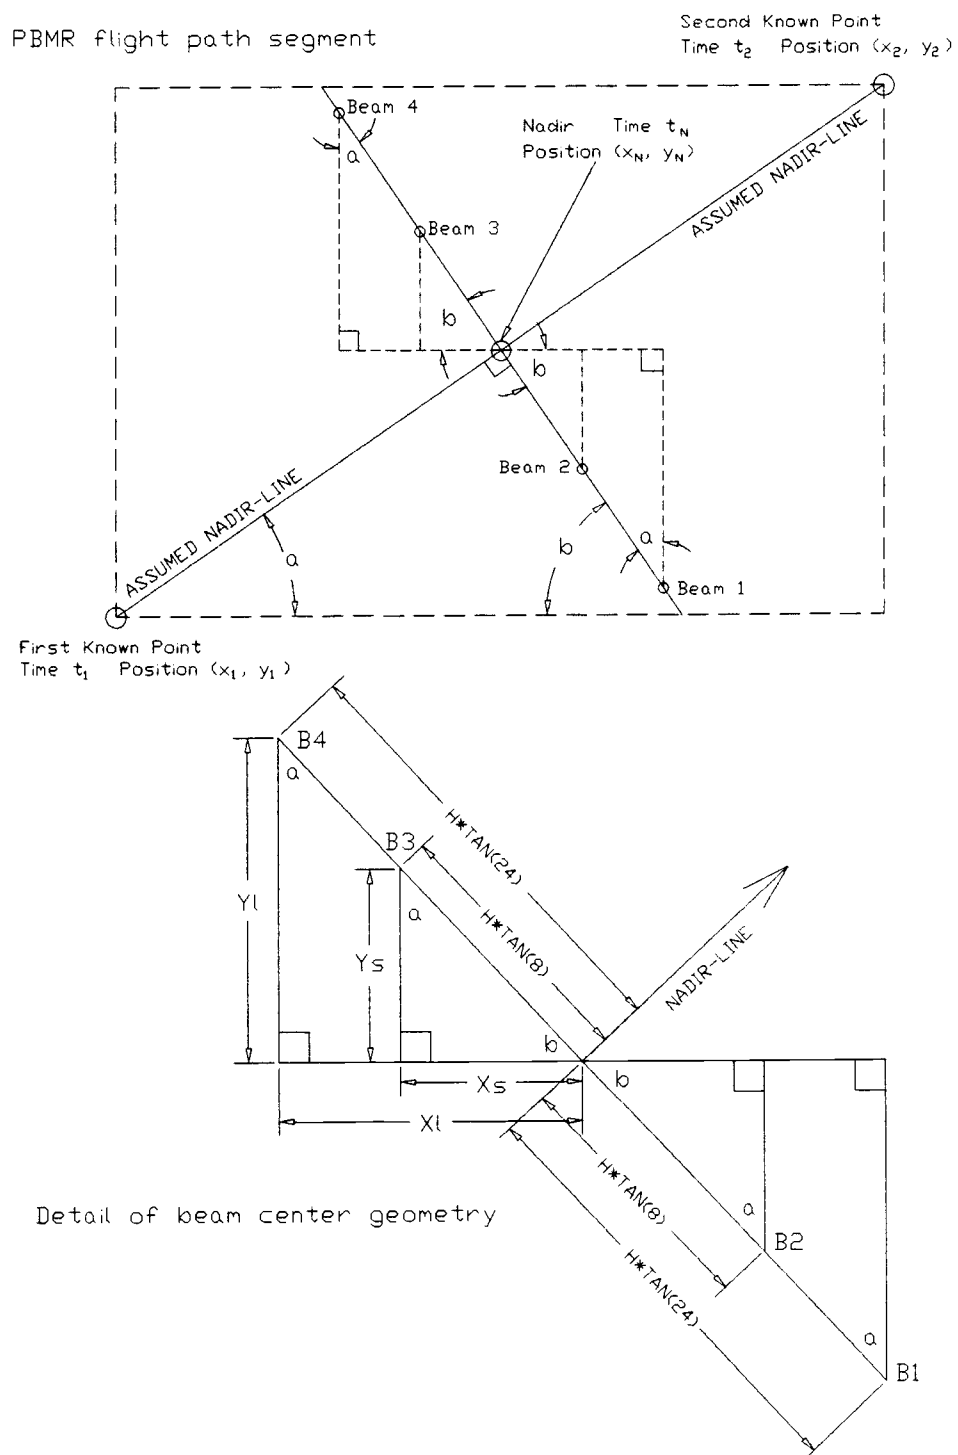 PBMR flight path segment
Second Known Point
Time t₂ Position (x₂, y₂)
Beam 4
Nadir Time t_N
Position (x_N, y_N)
a
ASSUMED NADIR-LINE
Beam 3
b
b
Beam 2
ASSUMED NADIR-LINE
a
b
a
Beam 1
First Known Point
Time t₁ Position (x₁, y₁)
B4
a
H*TAN(24)
B3
Yl
a
H*TAN(8)
Ys
NADIR-LINE
b
b
Xs
Xl
H*TAN(8)
Detail of beam center geometry
a
B2
H*TAN(24)
a
B1